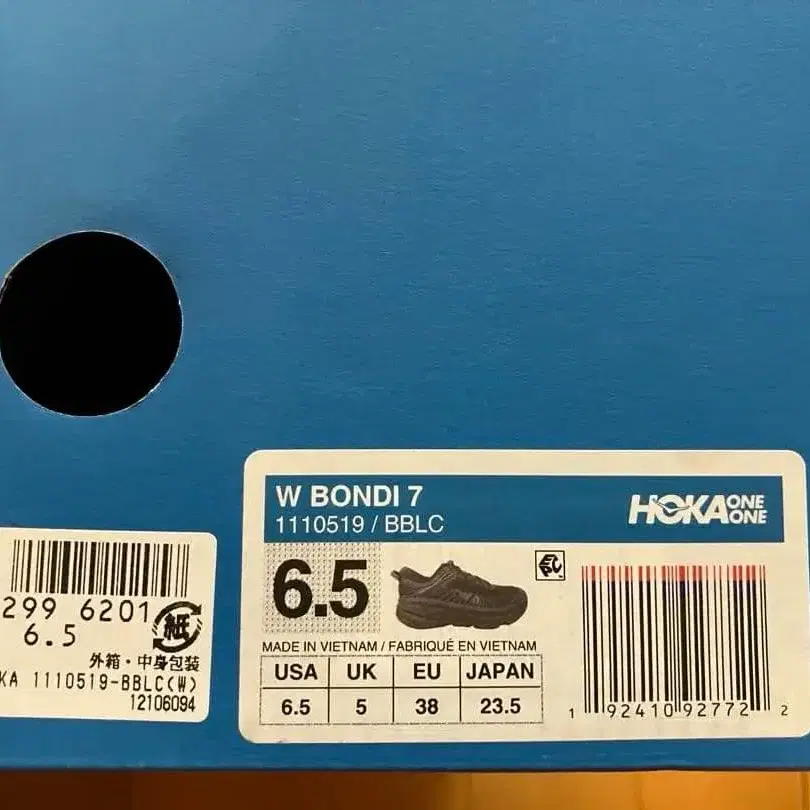 W BONDI 7
1110519 / BBLC
HOKA ONE ONE
6.5
MADE IN VIETNAM / FABRIQUÉ EN VIETNAM
USA UK EU JAPAN
6.5 5 38 23.5
1 92410 92772 2
299 6201
6.5
紙
外箱・中身包装
KA 1110519-BBLC(W)
12106094